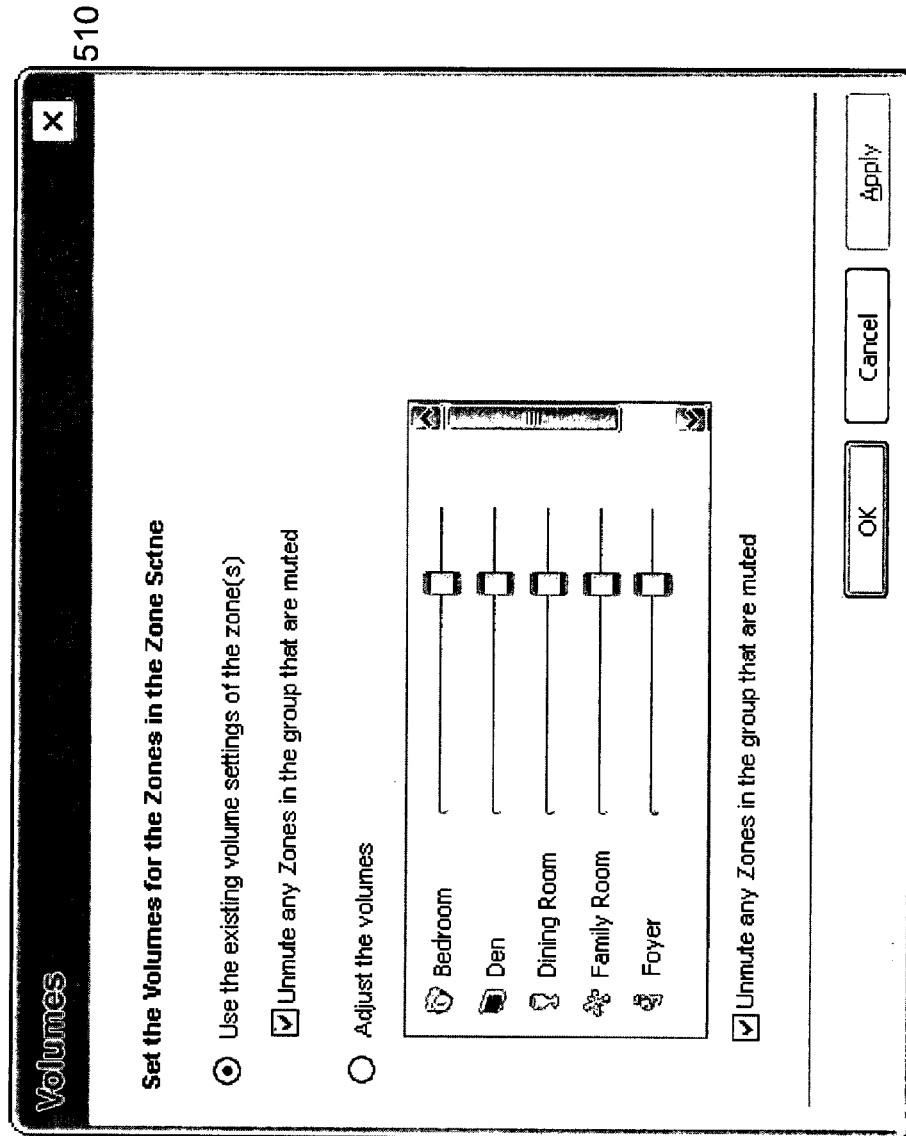 510
Volumes
Set the Volumes for the Zones in the Zone Sctne
Use the existing volume settings of the zone(s)
Unmute any Zones in the group that are muted
Adjust the volumes
Bedroom
Den
Dining Room
Family Room
Foyer
Unmute any Zones in the group that are muted
OK
Cancel
Apply